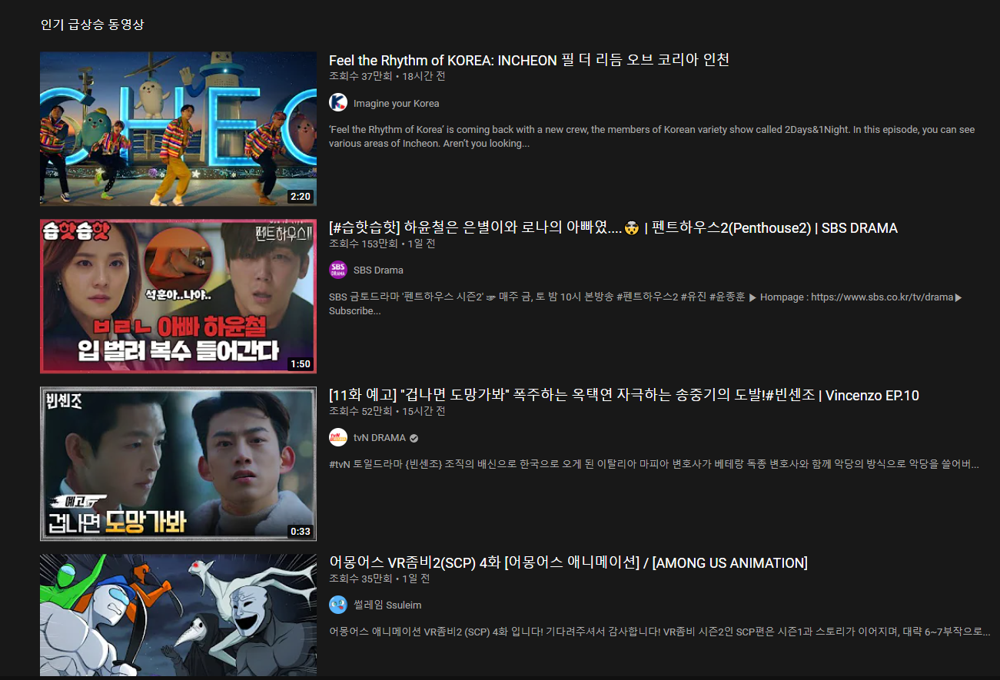 인기 급상승 동영상
CHEO
2:20
Feel the Rhythm of KOREA: INCHEON 필 더 리듬 오브 코리아 인천
조회수 37만회 • 18시간 전
Imagine your Korea
‘Feel the Rhythm of Korea’ is coming back with a new crew, the members of Korean variety show called 2Days&1Night. In this episode, you can see
various areas of Incheon. Aren’t you looking...
습핫습핫
펜트하우스II
석훈아..나야..
ㅂㄹㄴ 아빠 하윤철
입 벌려 복수 들어간다
1:50
[#습핫습핫] 하윤철은 은별이와 로나의 아빠였....🤯 | 펜트하우스2(Penthouse2) | SBS DRAMA
조회수 153만회 • 1일 전
SBS DRAMA
SBS Drama
SBS 금토드라마 '펜트하우스 시즌2' ☞ 매주 금, 토 밤 10시 본방송 #펜트하우스2 #유진 #윤종훈 ▶ Hompage : https://www.sbs.co.kr/tv/drama▶
Subscribe...
빈센조
예고
겁나면 도망가봐
0:33
[11화 예고] "겁나면 도망가봐" 폭주하는 옥택연 자극하는 송중기의 도발!#빈센조 | Vincenzo EP.10
조회수 52만회 • 15시간 전
tvN DRAMA
#tvN 토일드라마 {빈센조} 조직의 배신으로 한국으로 오게 된 이탈리아 마피아 변호사가 베테랑 독종 변호사와 함께 악당의 방식으로 악당을 쓸어버...
어몽어스 VR좀비2(SCP) 4화 [어몽어스 애니메이션] / [AMONG US ANIMATION]
조회수 35만회 • 1일 전
썰레임 Ssuleim
어몽어스 애니메이션 VR좀비2 (SCP) 4화 입니다! 기다려주셔서 감사합니다! VR좀비 시즌2인 SCP편은 시즌1과 스토리가 이어지며, 대략 6~7부작으로...